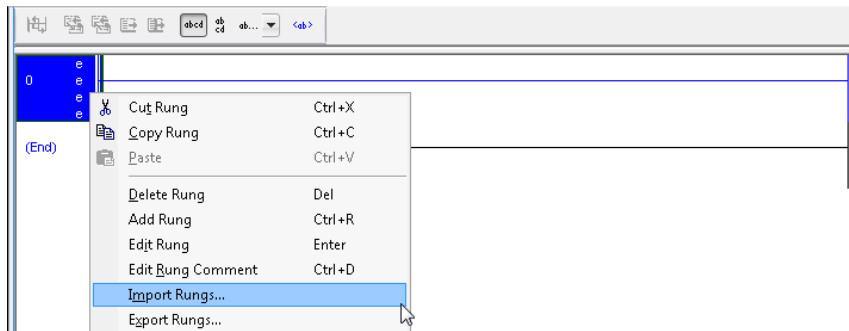 abcd ab cd ab... <ab>
0 e
e
e
e
(End)
Cut Rung Ctrl+X
Copy Rung Ctrl+C
Paste Ctrl+V
Delete Rung Del
Add Rung Ctrl+R
Edit Rung Enter
Edit Rung Comment Ctrl+D
Import Rungs...
Export Rungs...